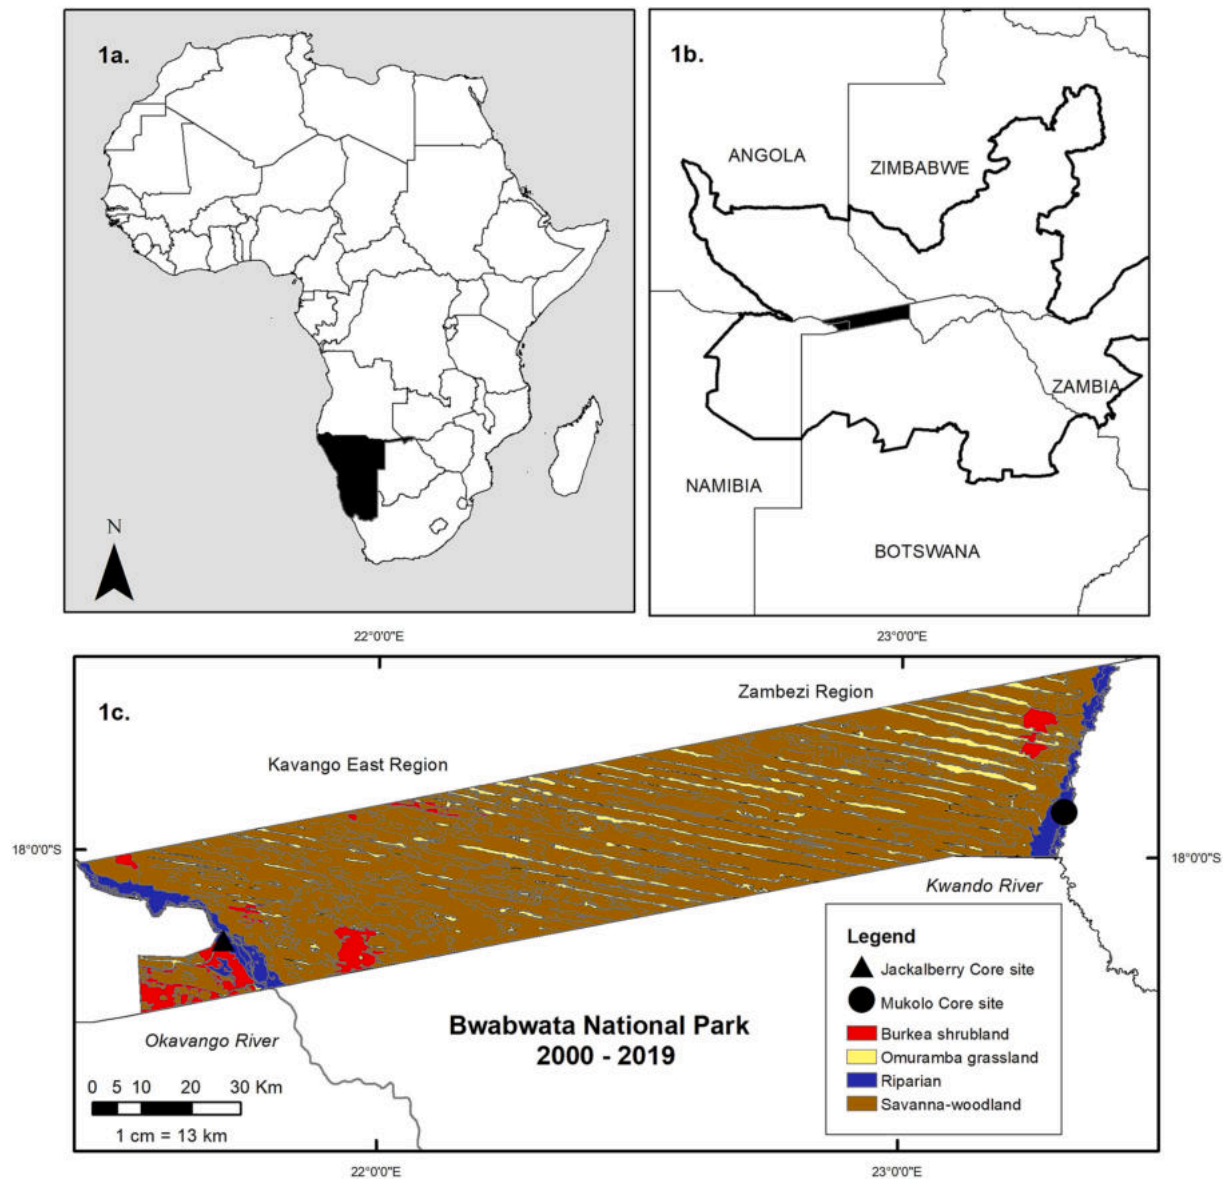 1a.
N
1b.
ANGOLA
ZIMBABWE
ZAMBIA
NAMIBIA
BOTSWANA
22°0'0"E
23°0'0"E
1c.
Zambezi Region
Kavango East Region
18°0'0"S
18°0'0"S
Kwando River
Okavango River
Bwabwata National Park
2000 - 2019
Legend
Jackalberry Core site
Mukolo Core site
Burkea shrubland
Omuramba grassland
Riparian
Savanna-woodland
0 5 10 20 30 Km
1 cm = 13 km
22°0'0"E
23°0'0"E